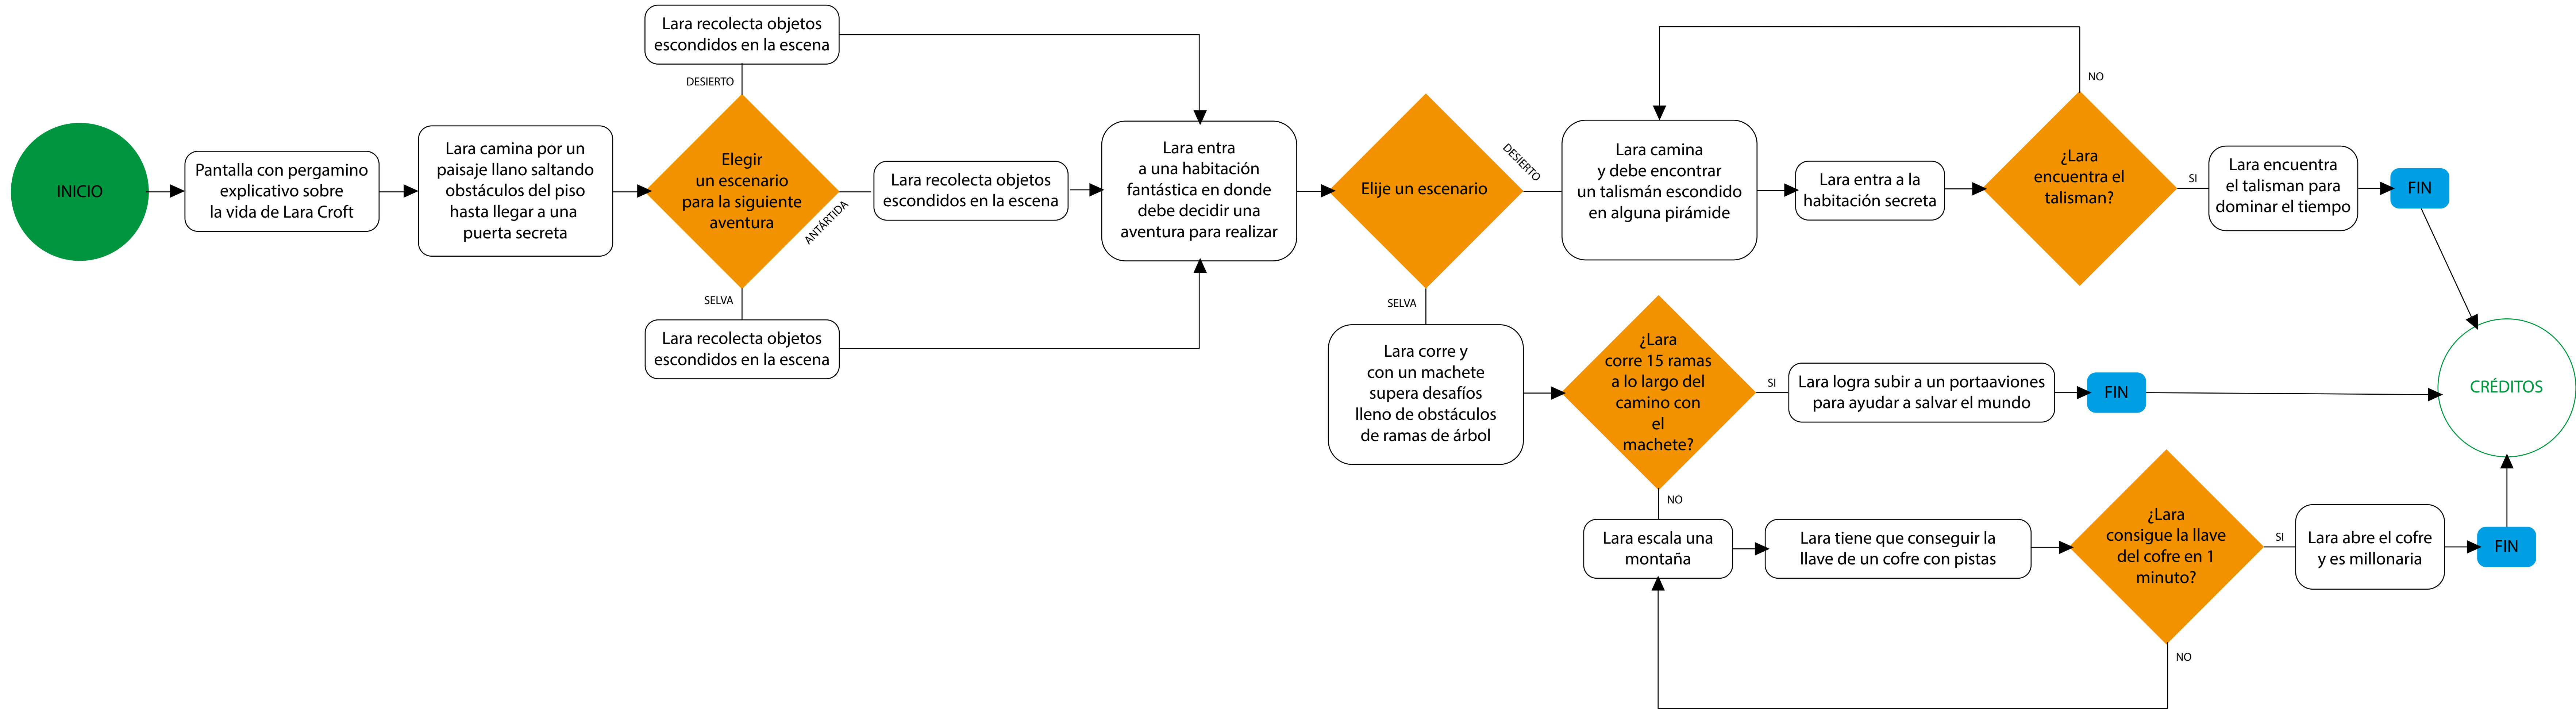 INICIO
Pantalla con pergamino
explicativo sobre
la vida de Lara Croft
Lara camina por un
paisaje llano saltando
obstáculos del piso
hasta llegar a una
puerta secreta
Elegir
un escenario
para la siguiente
aventura
DESIERTO
Lara recolecta objetos
escondidos en la escena
ANTÁRTIDA
Lara recolecta objetos
escondidos en la escena
SELVA
Lara recolecta objetos
escondidos en la escena
Lara entra
a una habitación
fantástica en donde
debe decidir una
aventura para realizar
Elije un escenario
DESIERTO
Lara camina
y debe encontrar
un talismán escondido
en alguna pirámide
Lara entra a la
habitación secreta
¿Lara
encuentra el
talisman?
NO
SI
Lara encuentra
el talisman para
dominar el tiempo
FIN
SELVA
Lara corre y
con un machete
supera desafíos
lleno de obstáculos
de ramas de árbol
¿Lara
corre 15 ramas
a lo largo del
camino con
el
machete?
SI
Lara logra subir a un portaaviones
para ayudar a salvar el mundo
FIN
CRÉDITOS
NO
Lara escala una
montaña
Lara tiene que conseguir la
llave de un cofre con pistas
¿Lara
consigue la llave
del cofre en 1
minuto?
SI
Lara abre el cofre
y es millonaria
FIN
NO